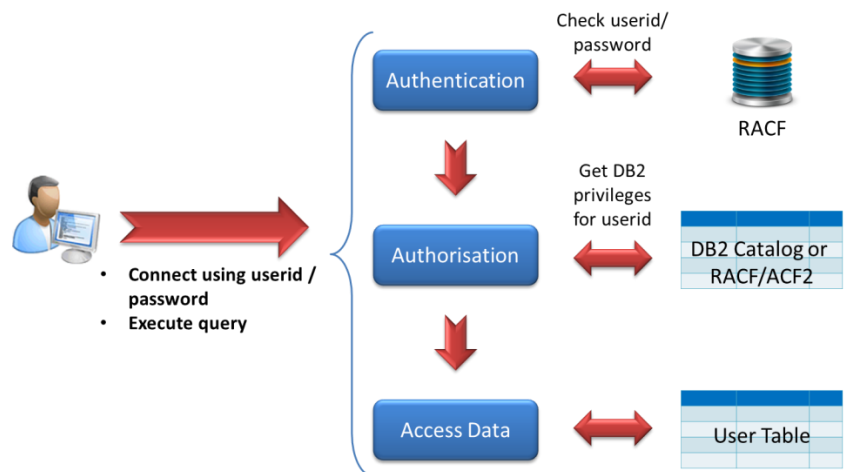 Check userid/
password
Authentication
RACF
Get DB2
privileges
for userid
Authorisation
DB2 Catalog or
RACF/ACF2
• Connect using userid /
password
• Execute query
Access Data
User Table